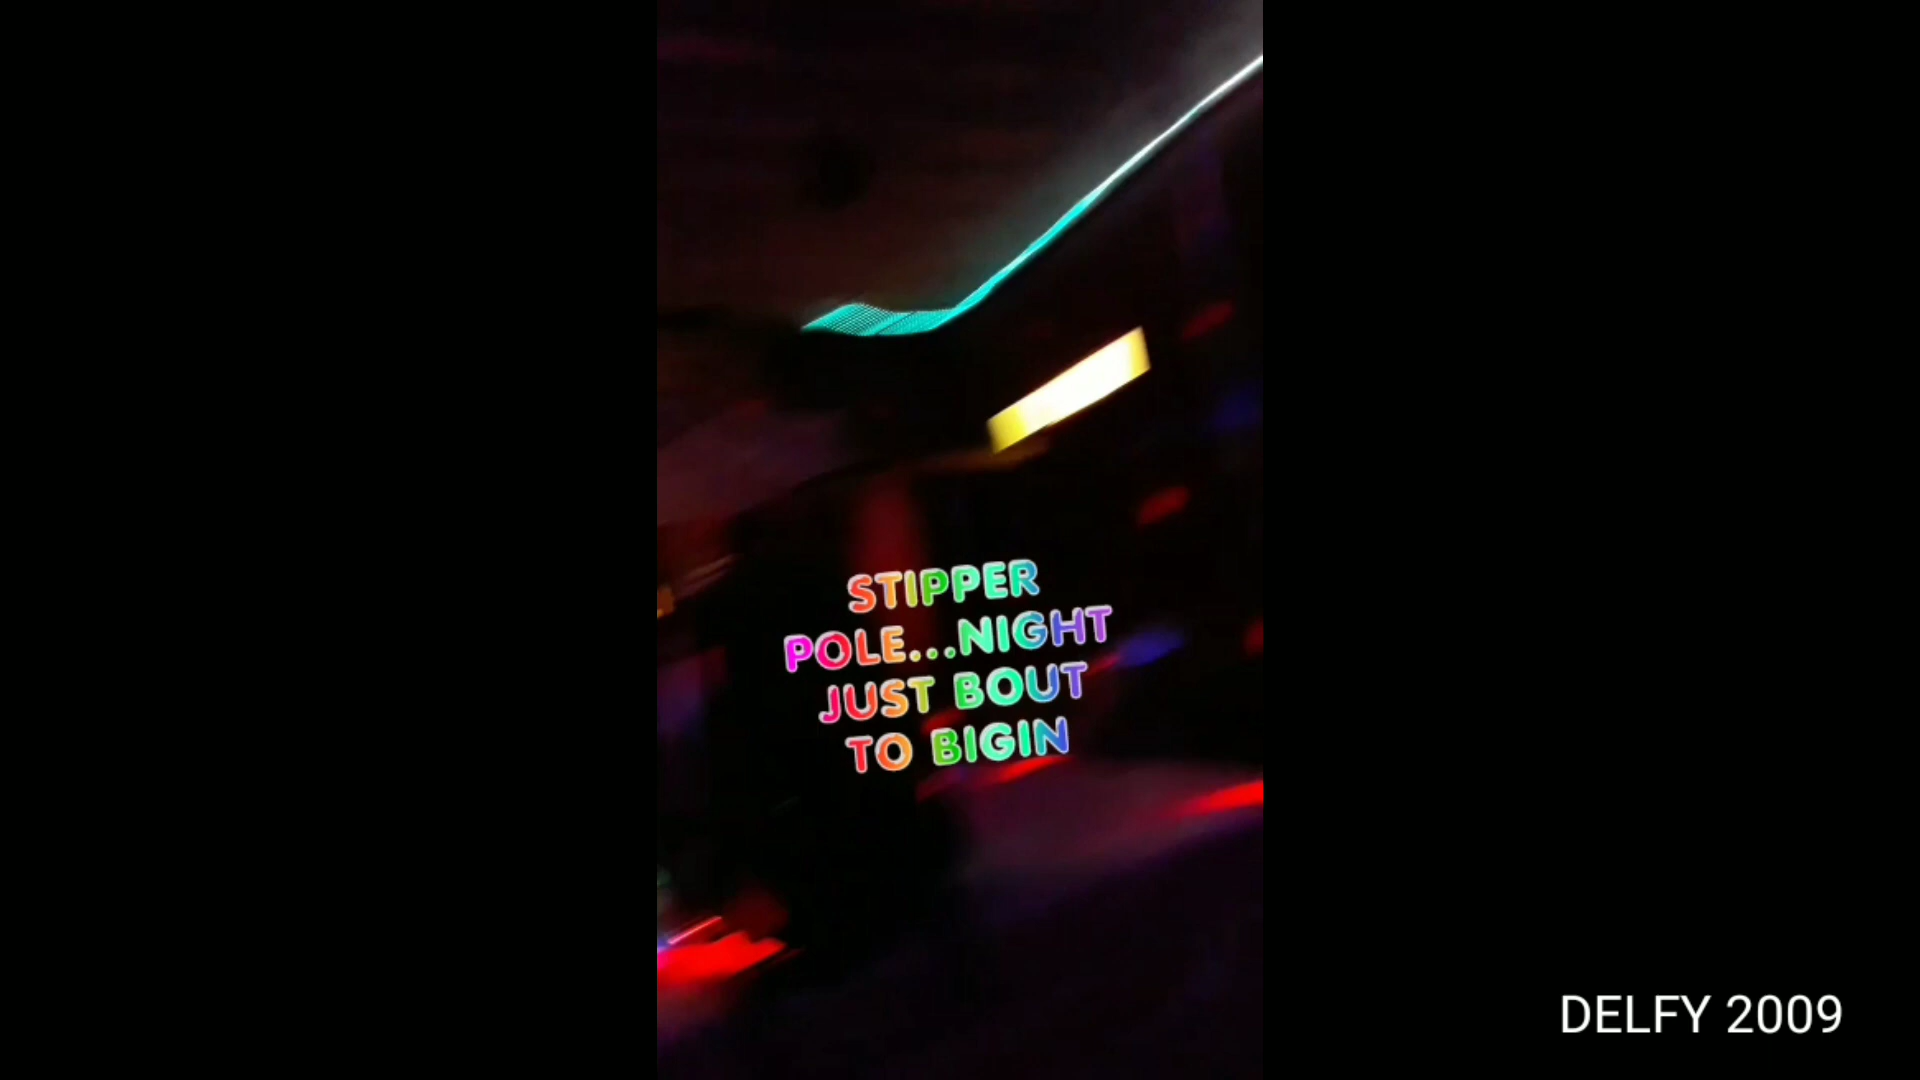 STIPPER
POLE...NIGHT
JUST BOUT
TO BIGIN
DELFY 2009